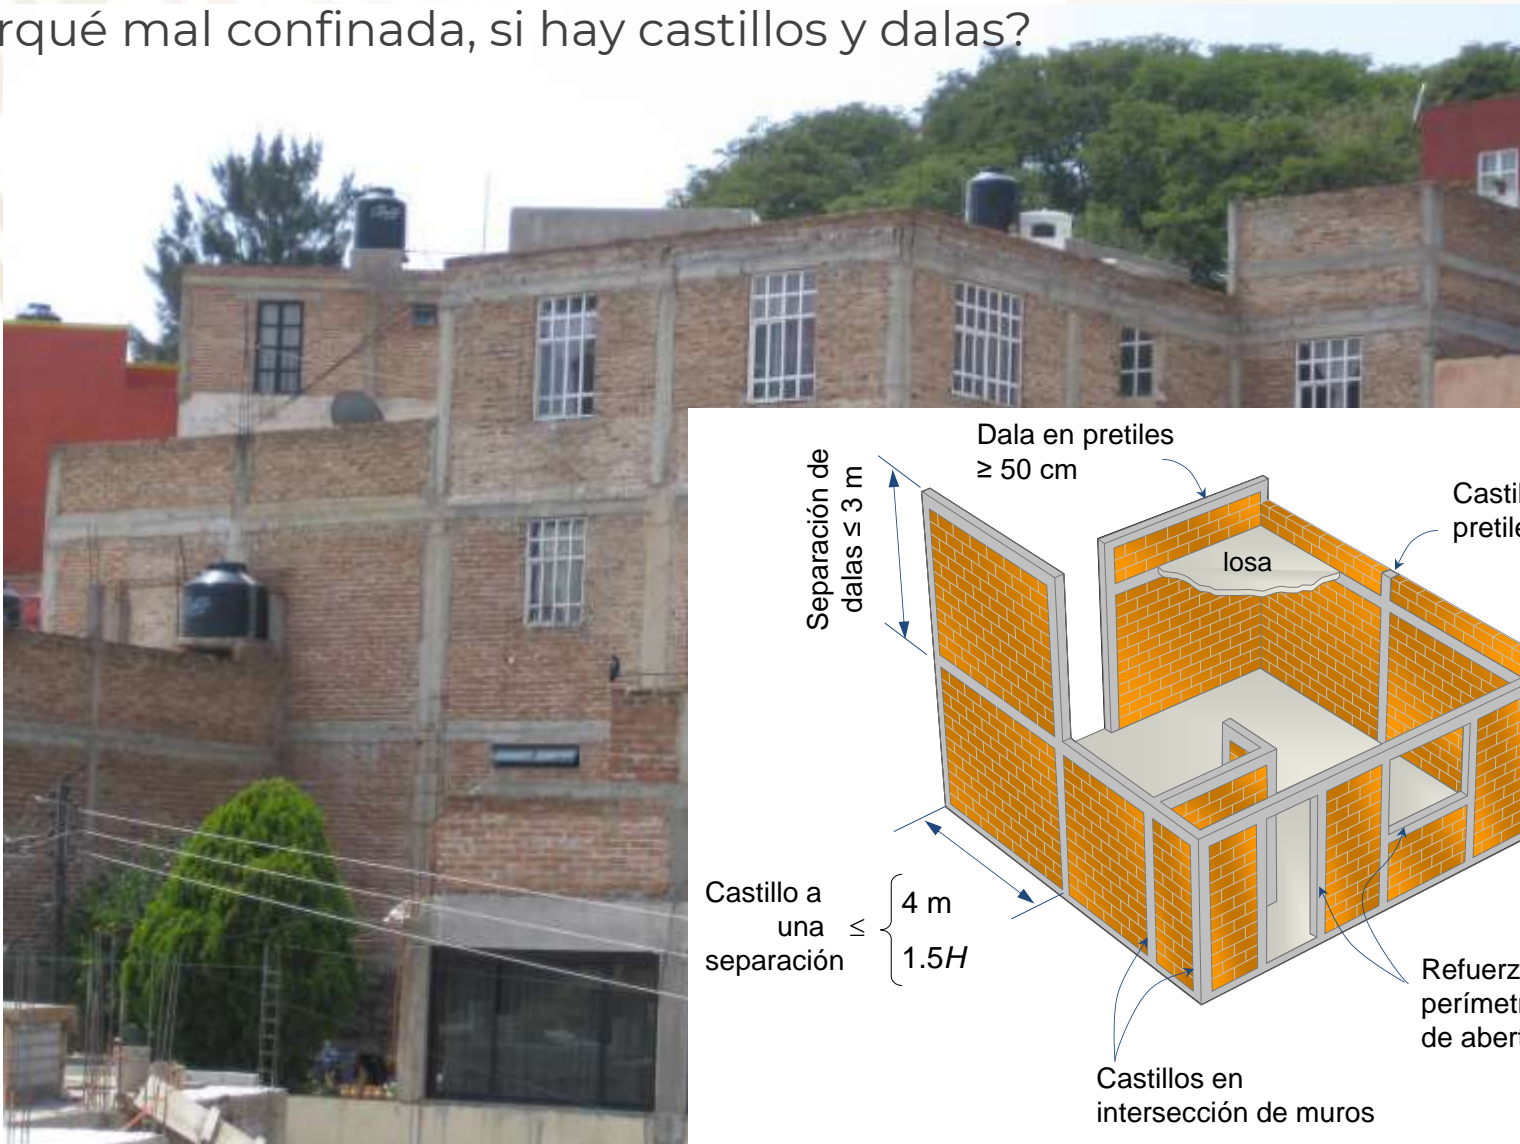 rqué mal confinada, si hay castillos y dalas?
Dala en pretiles
≥ 50 cm
Separación de
dalas ≤ 3 m
Castil
pretile
losa
Castillo a
una
separación
≤
4 m
1.5H
Refuerz
perímetr
de abert
Castillos en
intersección de muros